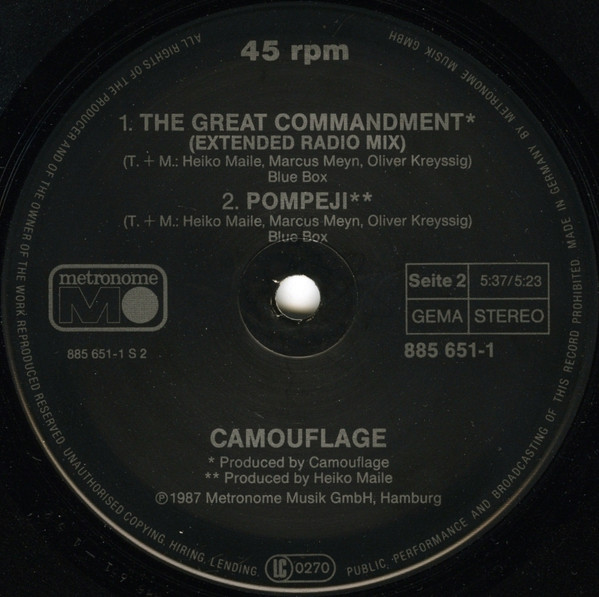 45 rpm
1. THE GREAT COMMANDMENT*
(EXTENDED RADIO MIX)
(T. + M.: Heiko Maile, Marcus Meyn, Oliver Kreyssig)
Blue Box
2. POMPEJI**
(T. + M.: Heiko Maile, Marcus Meyn, Oliver Kreyssig)
Blue Box
metronome
M
885 651-1 S 2
Seite 2 5:37/5:23
GEMA STEREO
885 651-1
CAMOUFLAGE
* Produced by Camouflage
** Produced by Heiko Maile
℗1987 Metronome Musik GmbH, Hamburg
ALL RIGHTS OF THE PRODUCER AND OF THE OWNER OF THE WORK REPRODUCED RESERVED. UNAUTHORISED COPYING, HIRING, LENDING, PUBLIC PERFORMANCE AND BROADCASTING OF THIS RECORD PROHIBITED. MADE IN GERMANY BY METRONOME MUSIK GMBH
LC 0270